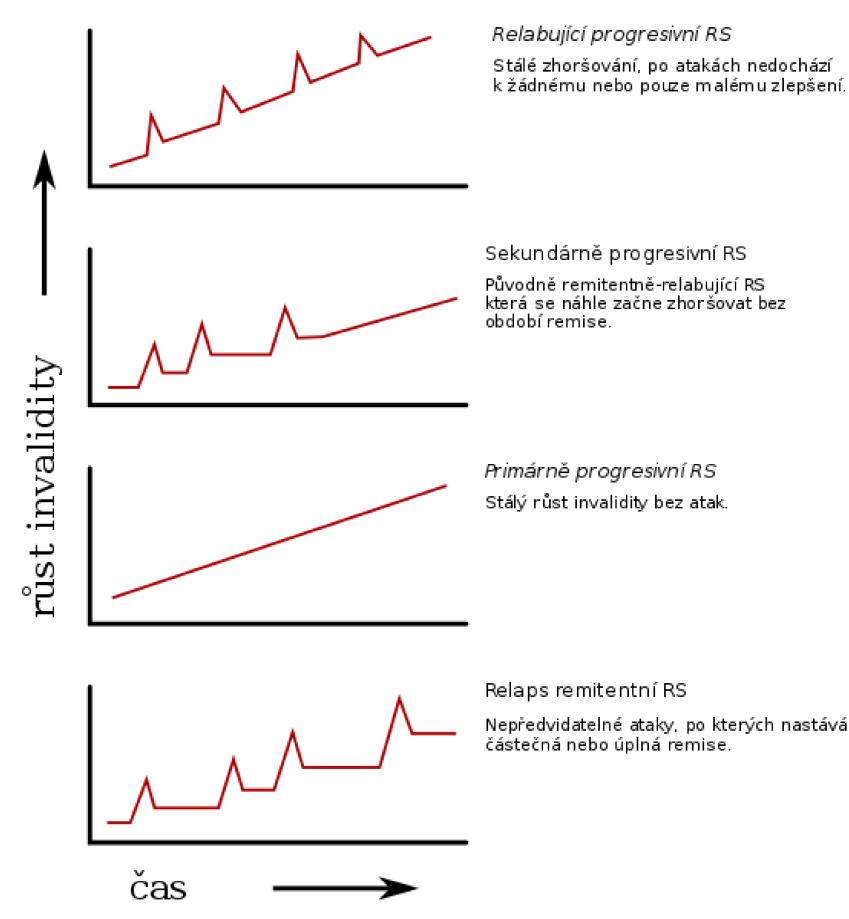 Relabující progresivní RS
Stálé zhoršování, po atakách nedochází
k žádnému nebo pouze malému zlepšení.
Sekundárně progresivní RS
Původně remitentně-relabující RS
která se náhle začne zhoršovat bez
období remise.
růst invalidity
Primárně progresivní RS
Stálý růst invalidity bez atak.
Relaps remitentní RS
Nepředvidatelné ataky, po kterých nastává
částečná nebo úplná remise.
čas